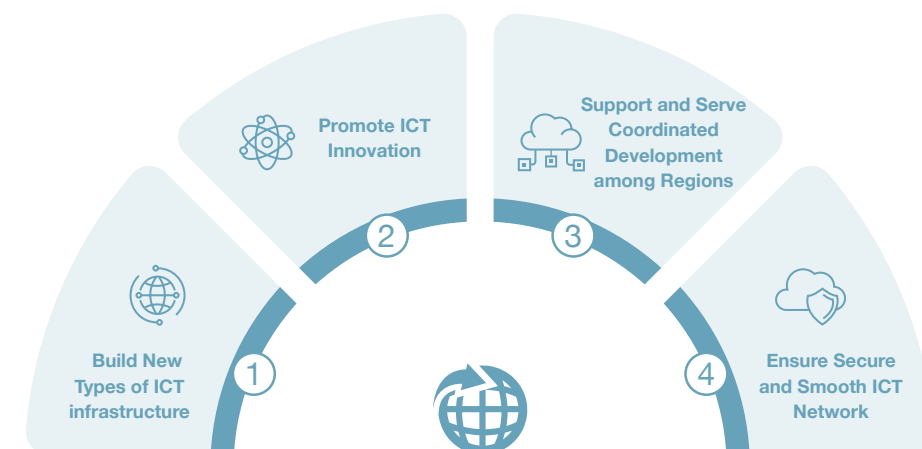 1
Build New
Types of ICT
infrastructure
2
Promote ICT
Innovation
3
Support and Serve
Coordinated
Development
among Regions
4
Ensure Secure
and Smooth ICT
Network